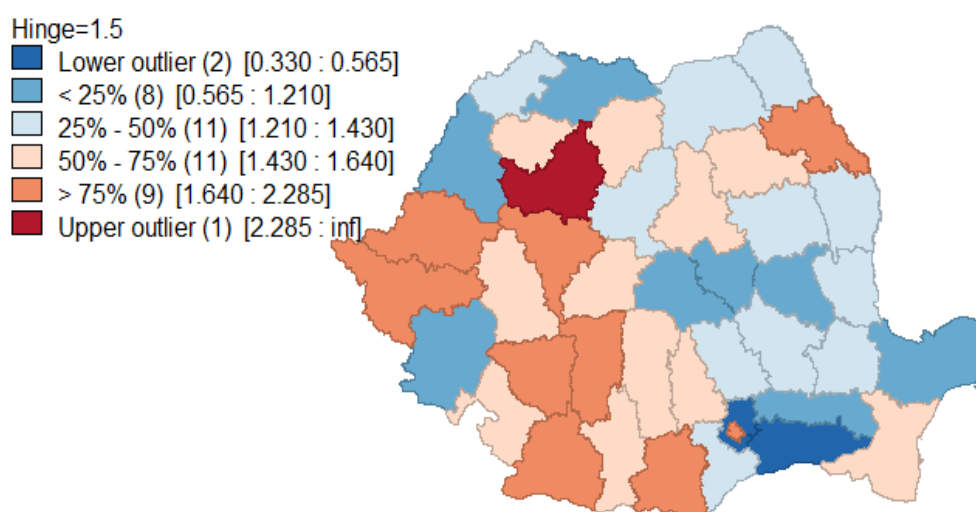 Hinge=1.5
Lower outlier (2) [0.330 : 0.565]
< 25% (8) [0.565 : 1.210]
25% - 50% (11) [1.210 : 1.430]
50% - 75% (11) [1.430 : 1.640]
> 75% (9) [1.640 : 2.285]
Upper outlier (1) [2.285 : inf]